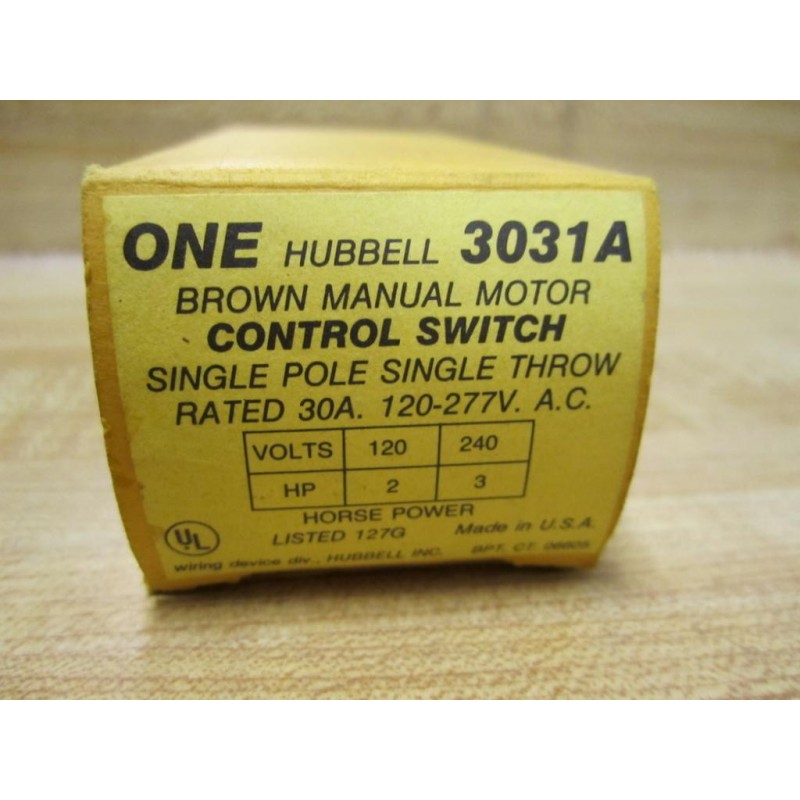 ONE HUBBELL 3031A
BROWN MANUAL MOTOR
CONTROL SWITCH
SINGLE POLE SINGLE THROW
RATED 30A. 120-277V. A.C.
VOLTS 120 240
HP 2 3
HORSE POWER
UL LISTED 127G Made in U.S.A.
wiring device div., HUBBELL INC. BPT. CT.